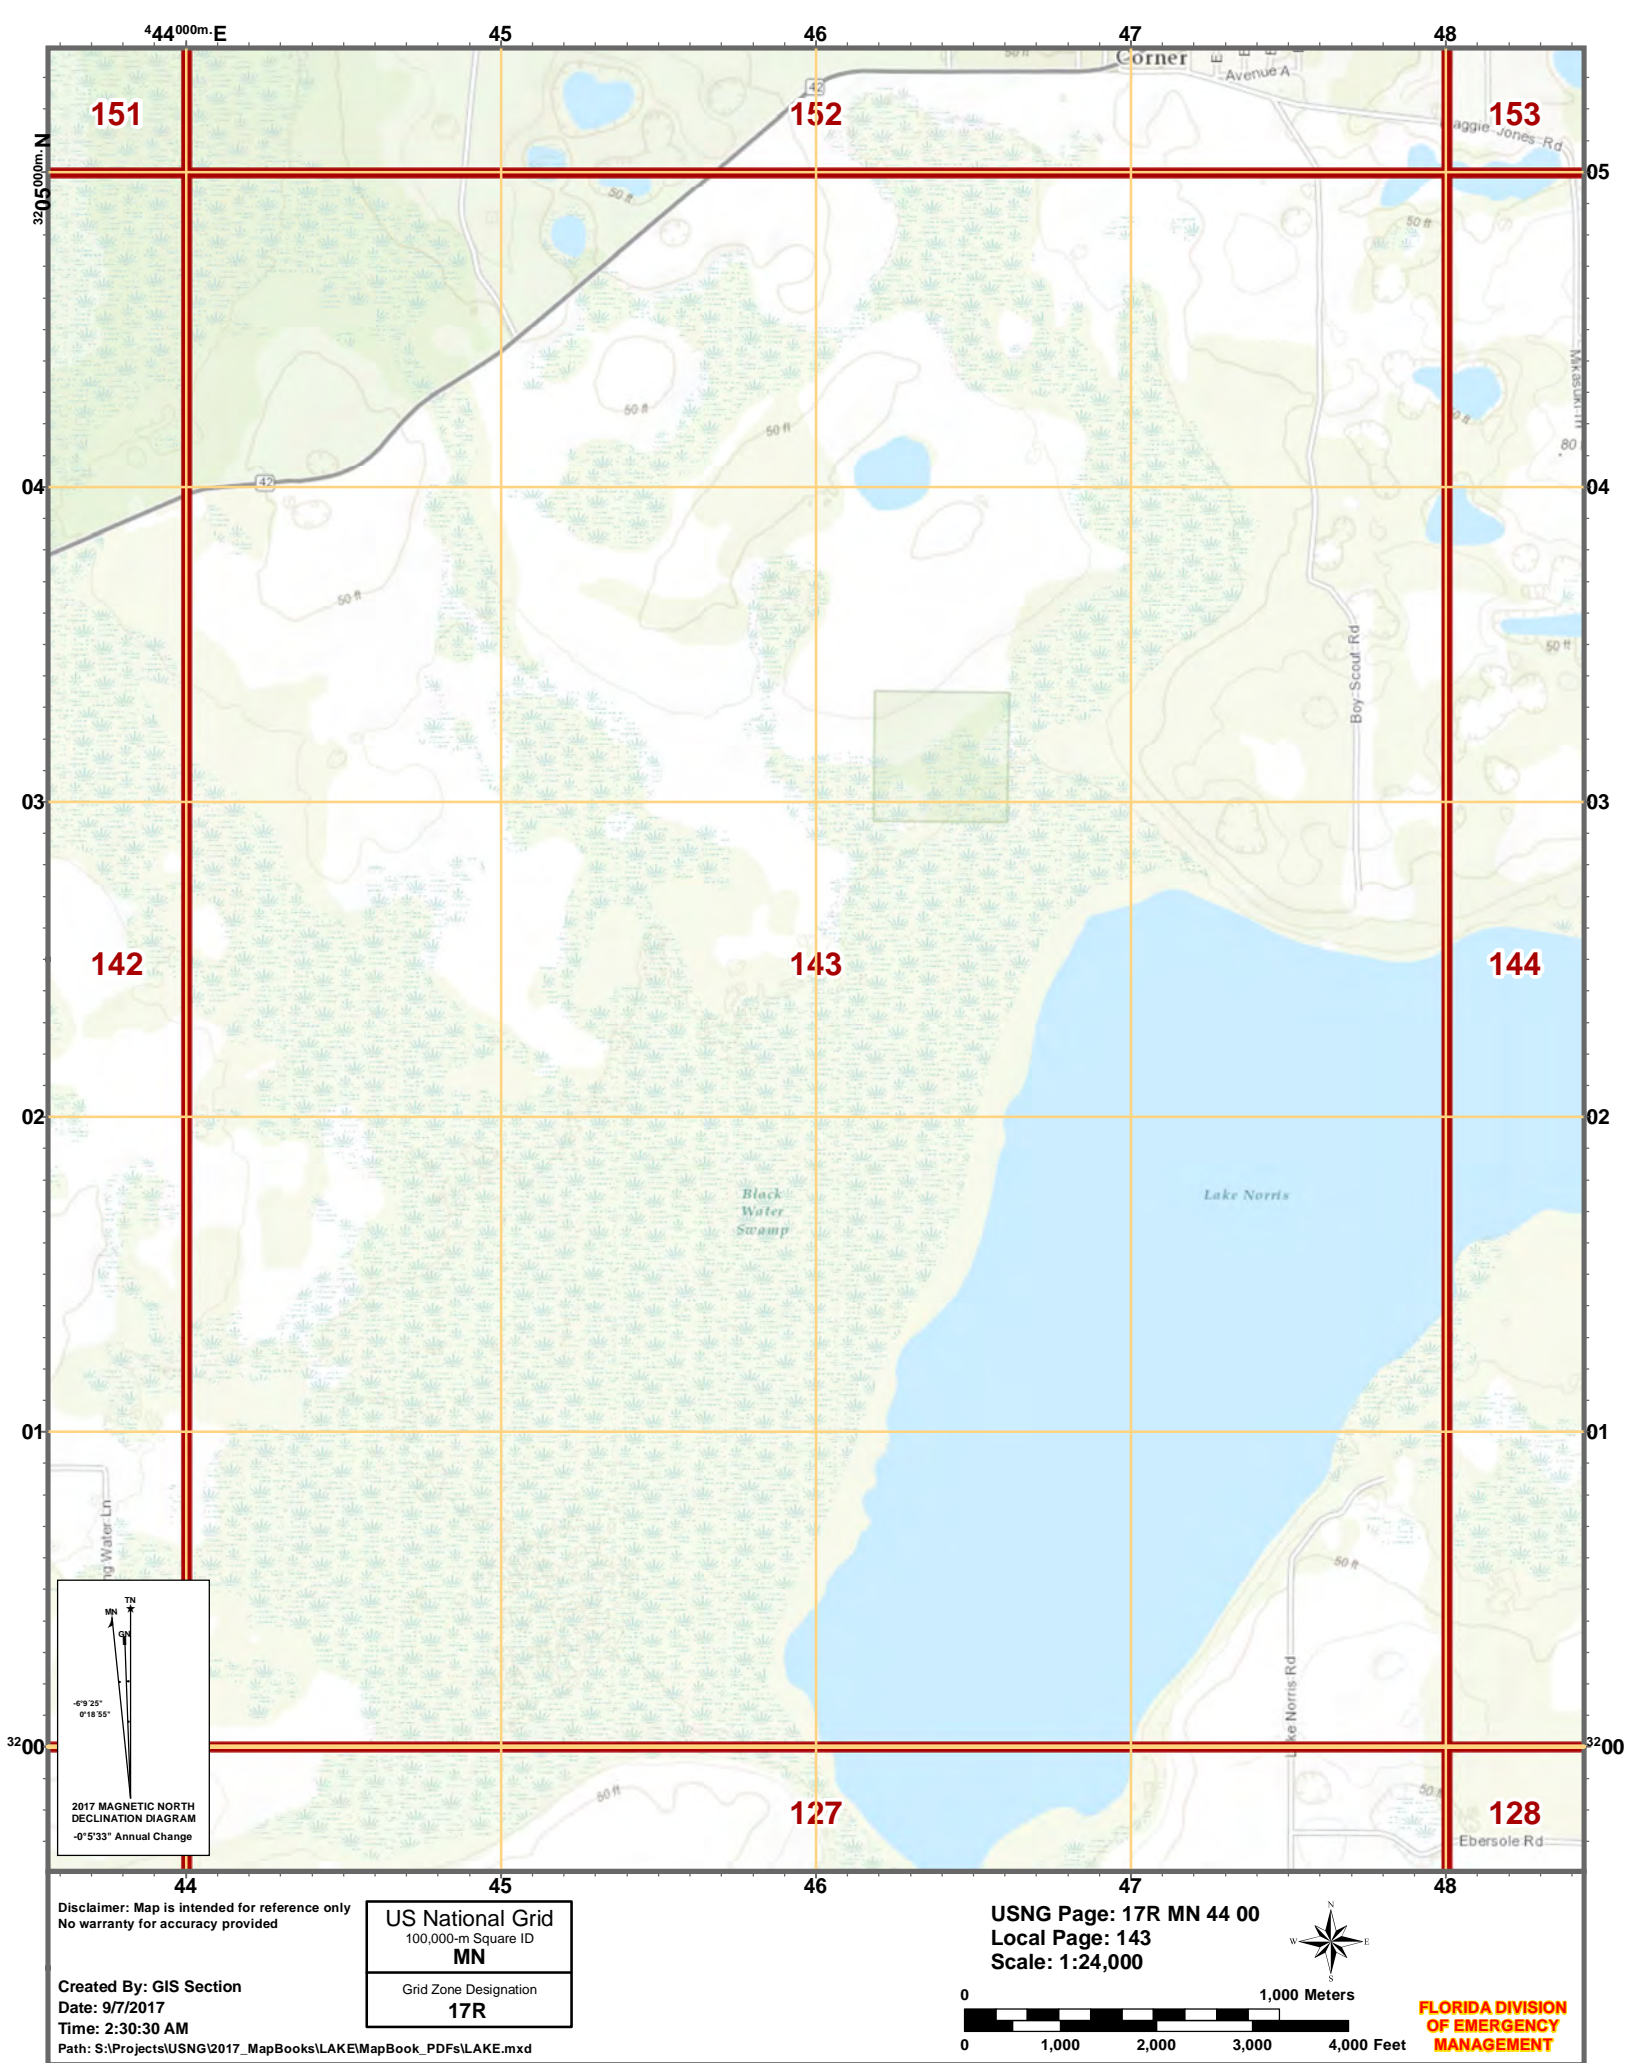 444000m.E 45 46 47 48
50 ft
Corner
E E E
Avenue A
42
151 152 153
aggie Jones Rd
3205000m.N
05
50 ft
50 ft
Mikasuki Trl
50 ft
50 ft
ft
80
04 42 04
50 ft
Boy Scout Rd
50 ft
03 03
142 143 144
02 02
Black
Water
Swamp
Lake Norris
01 01
ng Water Ln
50 ft
Lake Norris Rd
TN
MN
GN
-6°9'25"
0°18'55"
3200 3200
2017 MAGNETIC NORTH
DECLINATION DIAGRAM
-0°5'33" Annual Change
50 ft
50 ft
127 128
Ebersole Rd
44 45 46 47 48
Disclaimer: Map is intended for reference only
No warranty for accuracy provided
Created By: GIS Section
Date: 9/7/2017
Time: 2:30:30 AM
Path: S:\Projects\USNG\2017_MapBooks\LAKE\MapBook_PDFs\LAKE.mxd
US National Grid
100,000-m Square ID
MN
Grid Zone Designation
17R
USNG Page: 17R MN 44 00
Local Page: 143
Scale: 1:24,000
N
W E
S
0 1,000 Meters
0 1,000 2,000 3,000 4,000 Feet
FLORIDA DIVISION
OF EMERGENCY
MANAGEMENT